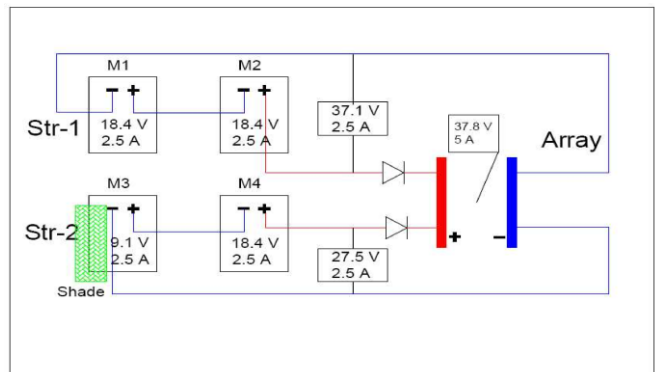 M1
M2
- +
- +
18.4 V
2.5 A
18.4 V
2.5 A
Str-1
37.1 V
2.5 A
37.8 V
5 A
Array
M3
M4
- +
- +
9.1 V
2.5 A
18.4 V
2.5 A
Str-2
+ -
27.5 V
2.5 A
Shade